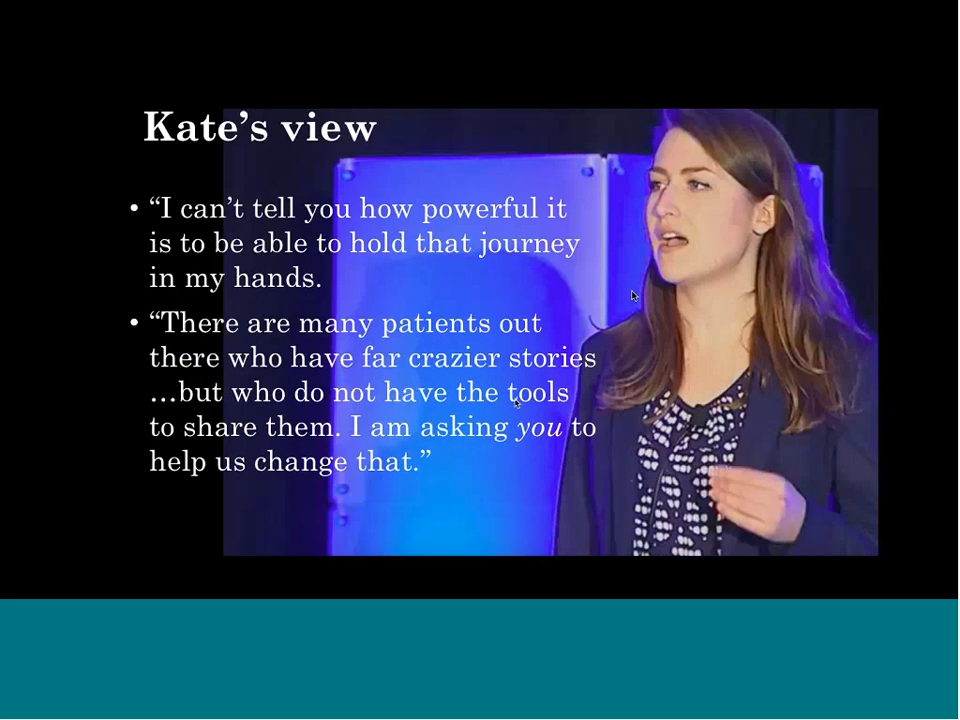 Kate’s view
• “I can’t tell you how powerful it
is to be able to hold that journey
in my hands.
• “There are many patients out
there who have far crazier stories
…but who do not have the tools
to share them. I am asking you to
help us change that.”